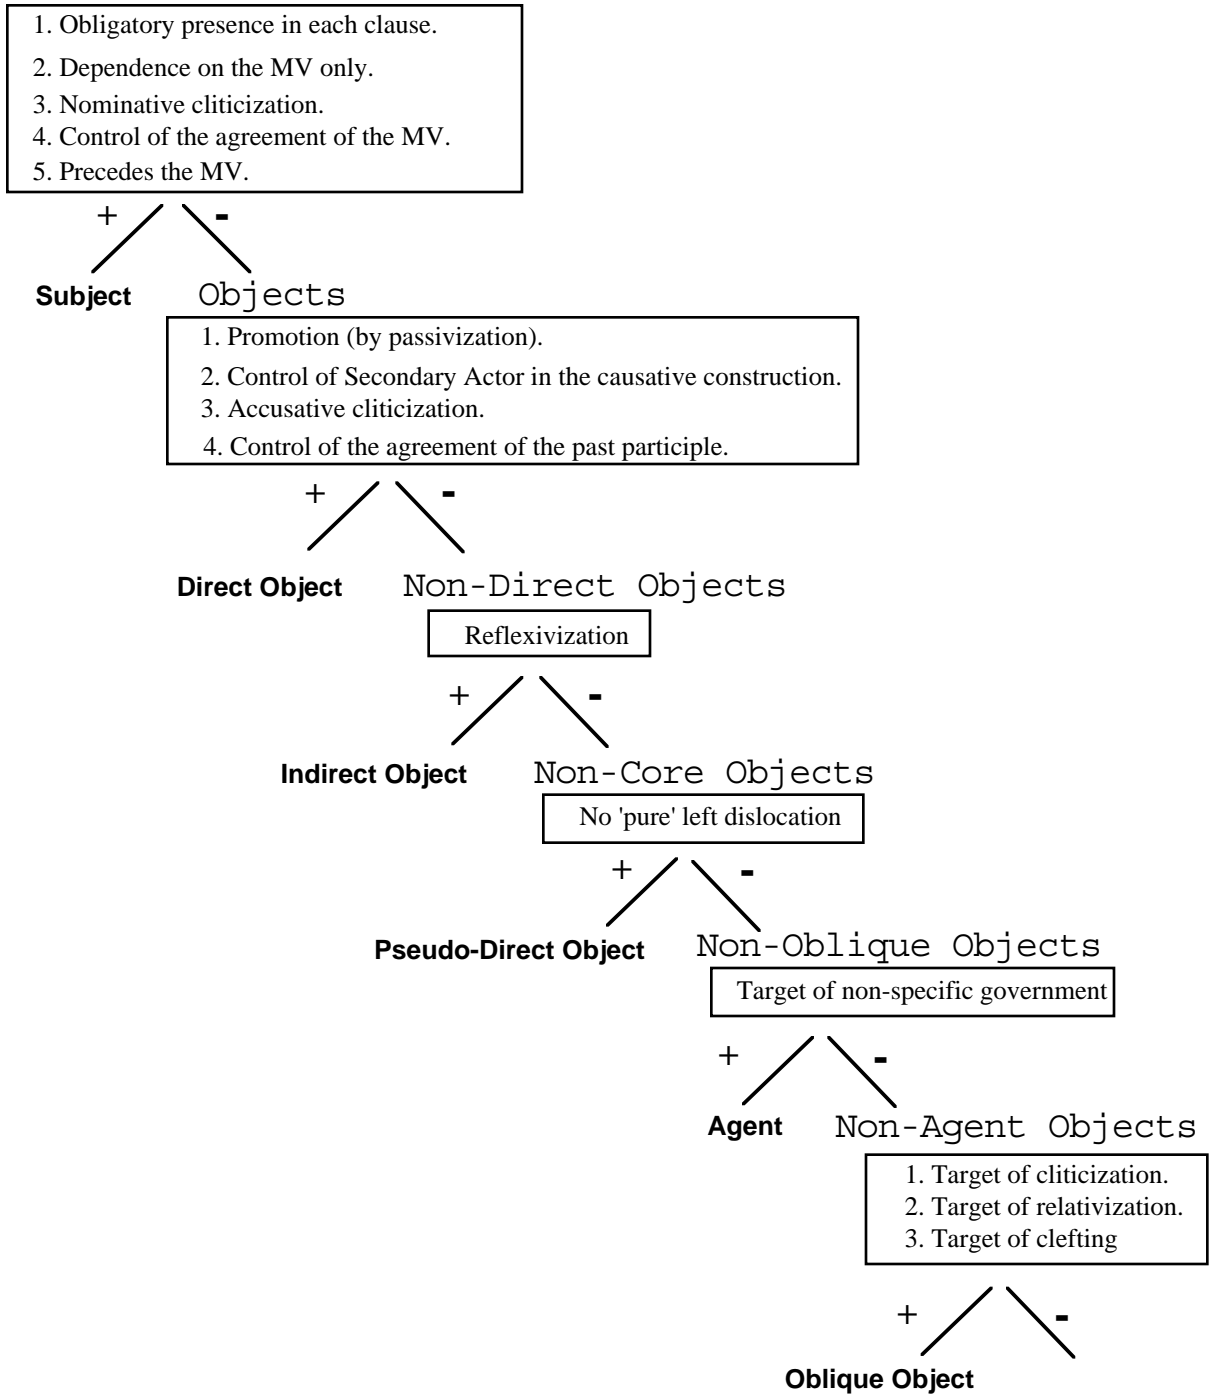 1. Obligatory presence in each clause.
2. Dependence on the MV only.
3. Nominative cliticization.
4. Control of the agreement of the MV.
5. Precedes the MV.
+ -
Subject Objects
1. Promotion (by passivization).
2. Control of Secondary Actor in the causative construction.
3. Accusative cliticization.
4. Control of the agreement of the past participle.
+ -
Direct Object Non-Direct Objects
Reflexivization
+ -
Indirect Object Non-Core Objects
No 'pure' left dislocation
+ -
Pseudo-Direct Object Non-Oblique Objects
Target of non-specific government
+ -
Agent Non-Agent Objects
1. Target of cliticization.
2. Target of relativization.
3. Target of clefting
+ -
Oblique Object